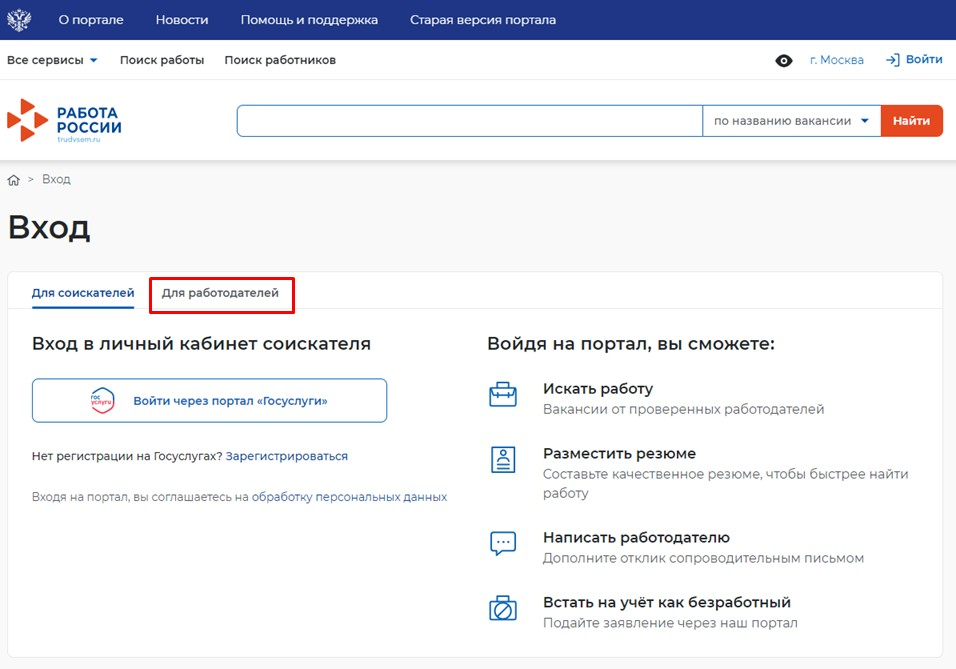 О портале Новости Помощь и поддержка Старая версия портала
Все сервисы Поиск работы Поиск работников г. Москва Войти
РАБОТА
РОССИИ
trudvsem.ru
по названию вакансии Найти
> Вход
Вход
Для соискателей Для работодателей
Вход в личный кабинет соискателя
гос
услуги
Войти через портал «Госуслуги»
Нет регистрации на Госуслугах? Зарегистрироваться
Входя на портал, вы соглашаетесь на обработку персональных данных
Войдя на портал, вы сможете:
Искать работу
Вакансии от проверенных работодателей
Разместить резюме
Составьте качественное резюме, чтобы быстрее найти
работу
Написать работодателю
Дополните отклик сопроводительным письмом
Встать на учёт как безработный
Подайте заявление через наш портал